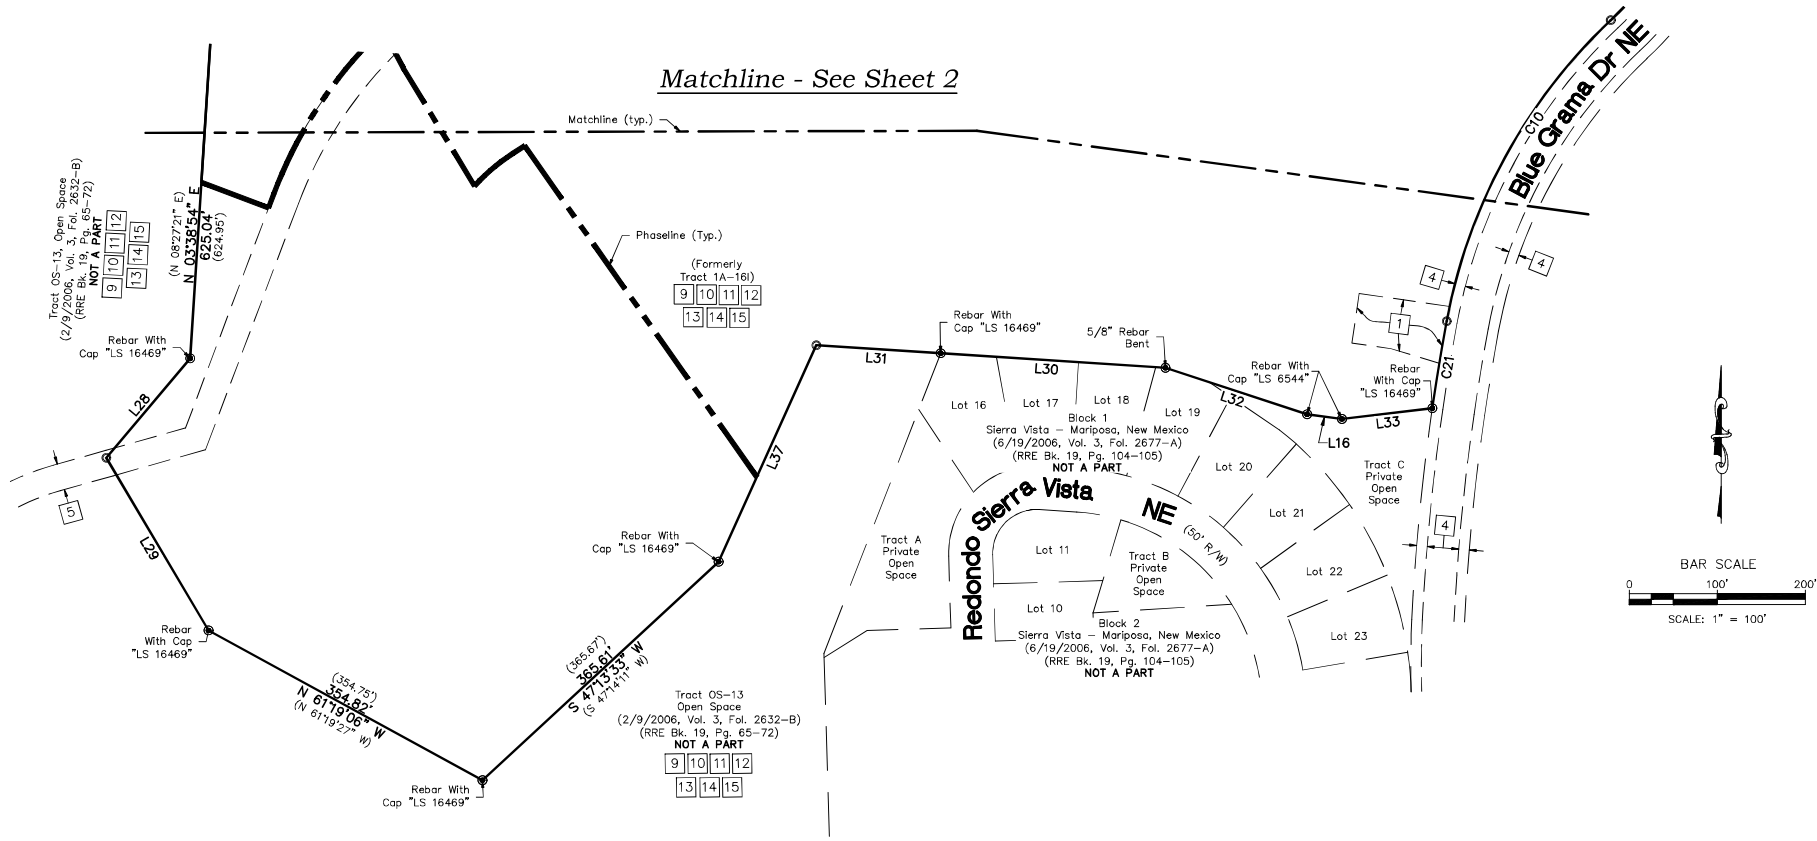 Matchline - See Sheet 2
Matchline (typ.)
Blue Grama Dr NE
C10
Tract OS-13, Open Space
(2/9/2006, Vol. 3, Fol. 2632-B)
(RRE Bk. 19, Pg. 65-72)
NOT A PART
9 10 11 12
13 14 15
(N 08°27'21" E)
N 03°38'54" E
625.04'
(624.95')
Phaseline (Typ.)
(Formerly
Tract 1A-16I)
9 10 11 12
13 14 15
4
4
1
C21
Rebar With
Cap "LS 16469"
Rebar With
Cap "LS 16469"
5/8" Rebar
Bent
Rebar With
Cap "LS 6544"
Rebar
With Cap
"LS 16469"
L31
L30
L32
L16
L33
L28
L37
L29
5
Lot 16
Lot 17
Lot 18
Lot 19
Block 1
Sierra Vista - Mariposa, New Mexico
(6/19/2006, Vol. 3, Fol. 2677-A)
(RRE Bk. 19, Pg. 104-105)
NOT A PART
Lot 20
Tract C
Private
Open
Space
Redondo Sierra Vista NE
(50' R/W)
Lot 21
4
Rebar With
Cap "LS 16469"
Tract A
Private
Open
Space
Lot 11
Tract B
Private
Open
Space
Lot 22
Lot 10
Block 2
Sierra Vista - Mariposa, New Mexico
(6/19/2006, Vol. 3, Fol. 2677-A)
(RRE Bk. 19, Pg. 104-105)
NOT A PART
Lot 23
BAR SCALE
0 100' 200'
SCALE: 1" = 100'
Rebar
With Cap
"LS 16469"
(354.75')
354.82'
N 61°19'06" W
(N 61°19'27" W)
(365.67')
365.61'
S 47°13'33" W
(S 47°14'11" W)
Tract OS-13
Open Space
(2/9/2006, Vol. 3, Fol. 2632-B)
(RRE Bk. 19, Pg. 65-72)
NOT A PART
9 10 11 12
13 14 15
Rebar With
Cap "LS 16469"